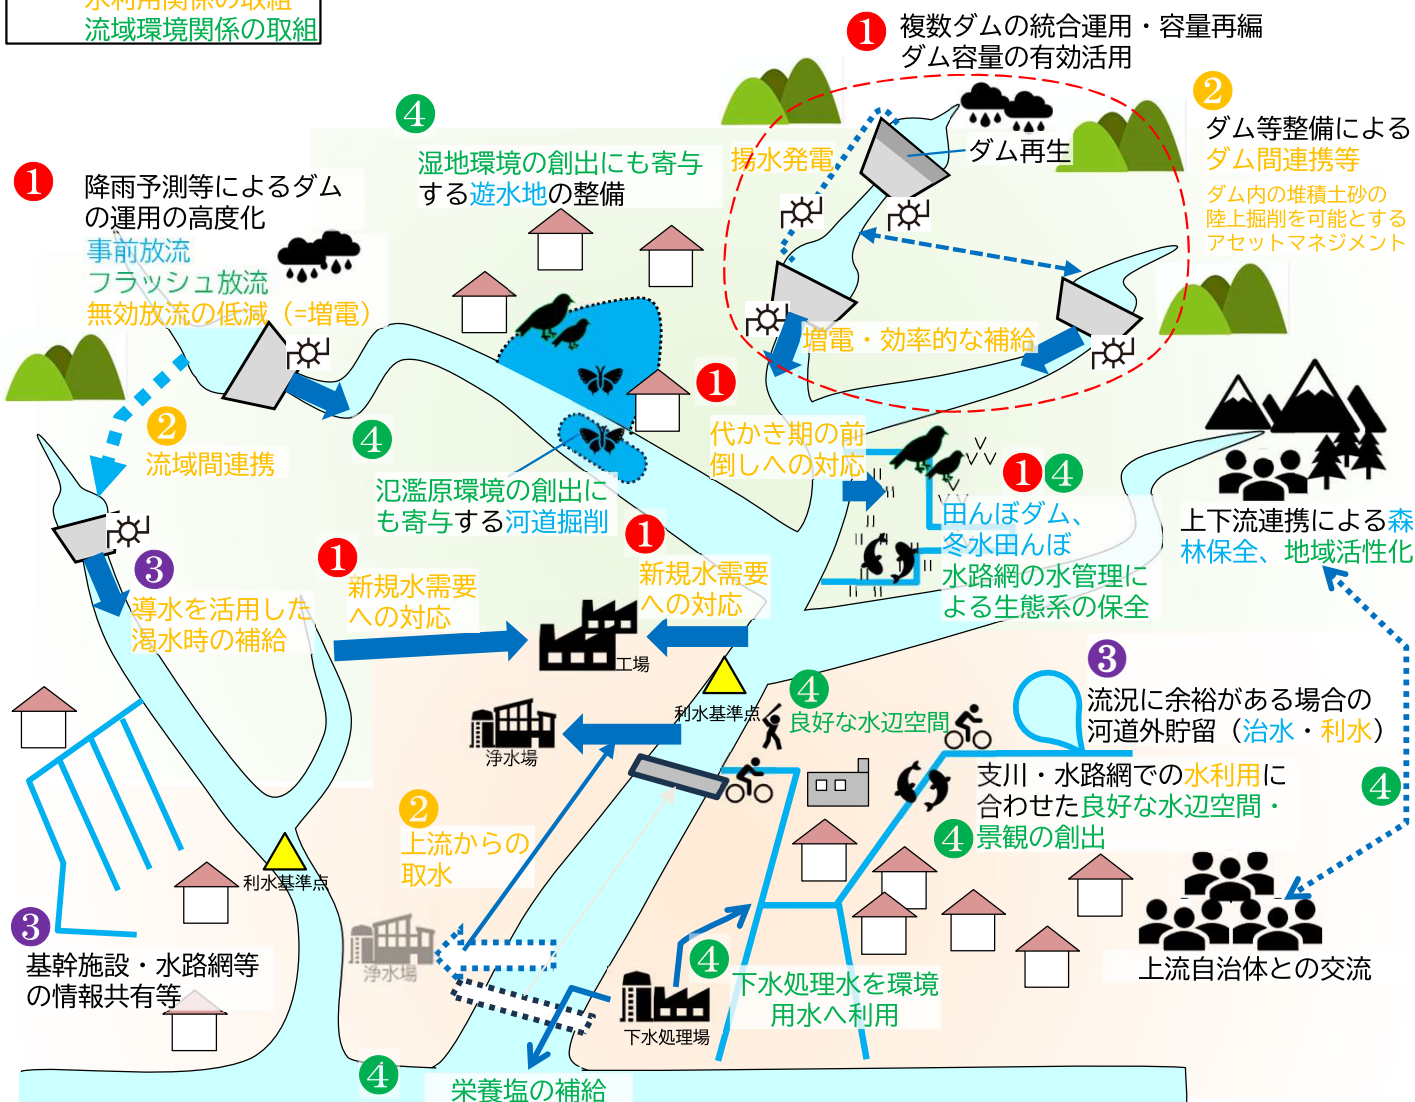 水利用関係の取組
流域環境関係の取組
❶
複数ダムの統合運用・容量再編
ダム容量の有効活用
❷
ダム等整備による
ダム間連携等
ダム内の堆積土砂の
陸上掘削を可能とする
アセットマネジメント
ダム再生
揚水発電
増電・効率的な補給
❹
湿地環境の創出にも寄与
する遊水地の整備
❶
降雨予測等によるダム
の運用の高度化
事前放流
フラッシュ放流
無効放流の低減（=増電）
❷
流域間連携
❹
氾濫原環境の創出に
も寄与する河道掘削
❶
代かき期の前
倒しへの対応
❶❹
田んぼダム、
冬水田んぼ
水路網の水管理に
よる生態系の保全
上下流連携による森
林保全、地域活性化
❸
導水を活用した
渇水時の補給
❶
新規水需要
への対応
❶
新規水需要
への対応
工場
利水基準点
浄水場
❹
良好な水辺空間
❸
流況に余裕がある場合の
河道外貯留（治水・利水）
支川・水路網での水利用に
合わせた良好な水辺空間・
❹
景観の創出
❹
❷
上流からの
取水
利水基準点
浄水場
❸
基幹施設・水路網等
の情報共有等
下水処理場
❹
下水処理水を環境
用水へ利用
上流自治体との交流
❹
栄養塩の補給